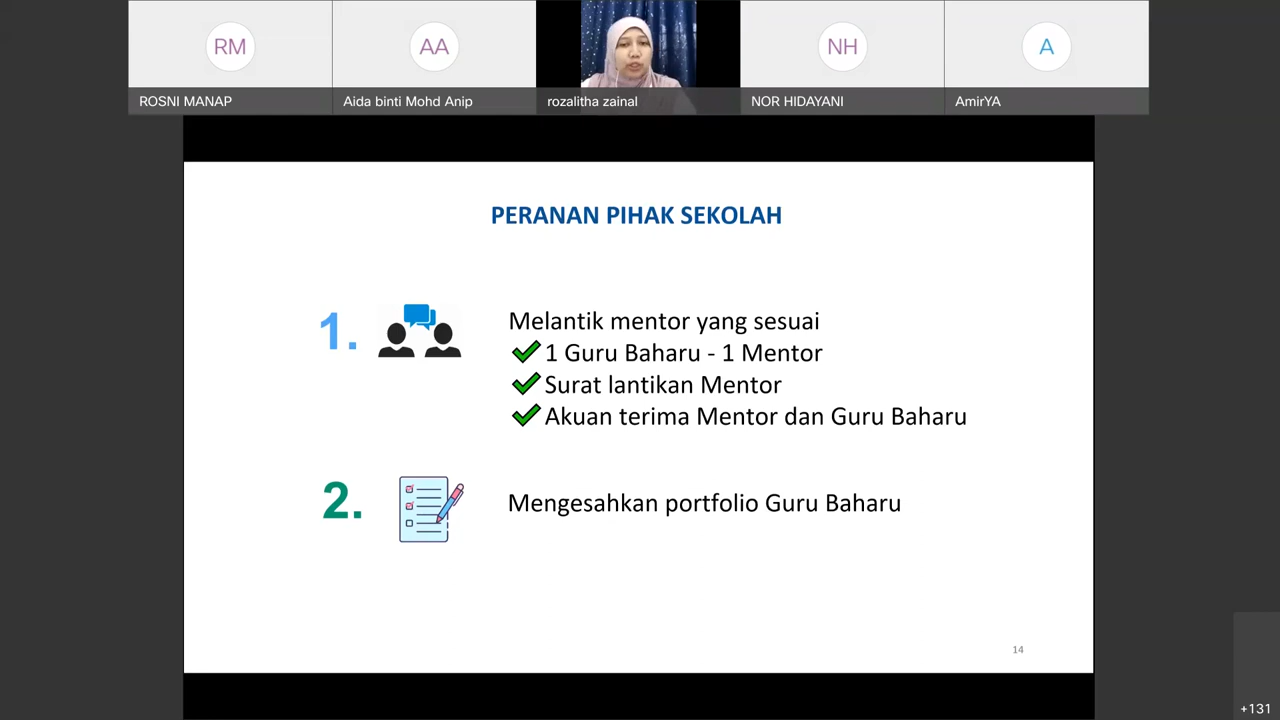 RM
AA
NH
A
ROSNI MANAP
Aida binti Mohd Anip
rozalitha zainal
NOR HIDAYANI
AmirYA
PERANAN PIHAK SEKOLAH
1.
Melantik mentor yang sesuai
1 Guru Baharu - 1 Mentor
Surat lantikan Mentor
Akuan terima Mentor dan Guru Baharu
2.
Mengesahkan portfolio Guru Baharu
14
+131